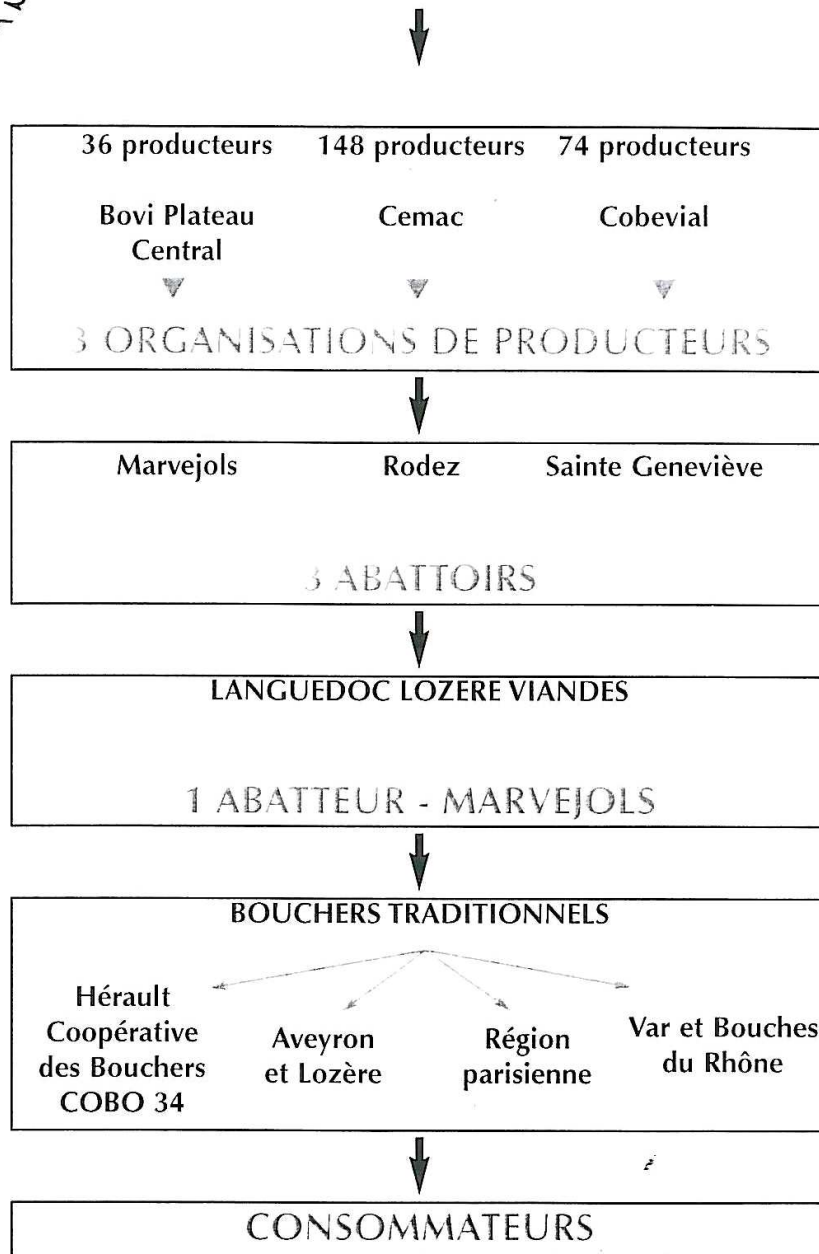 36 producteurs 148 producteurs 74 producteurs
Bovi Plateau Central Cemac Cobevial
3 ORGANISATIONS DE PRODUCTEURS
Marvejols Rodez Sainte Geneviève
3 ABATTOIRS
LANGUEDOC LOZERE VIANDES
1 ABATTEUR - MARVEJOLS
BOUCHERS TRADITIONNELS
Hérault
Coopérative
des Bouchers
COBO 34
Aveyron
et Lozère
Région
parisienne
Var et Bouches
du Rhône
CONSOMMATEURS